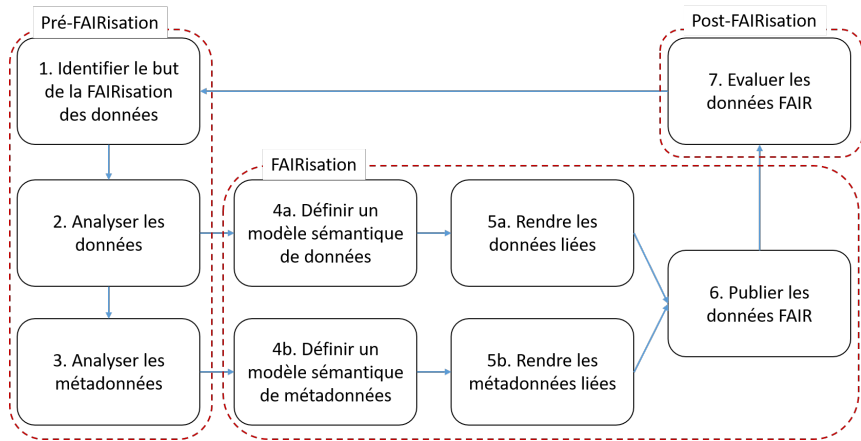 Pré-FAIRisation
1. Identifier le but
de la FAIRisation
des données
2. Analyser les
données
3. Analyser les
métadonnées
FAIRisation
4a. Définir un
modèle sémantique
de données
5a. Rendre les
données liées
4b. Définir un
modèle sémantique
de métadonnées
5b. Rendre les
métadonnées liées
6. Publier les
données FAIR
Post-FAIRisation
7. Evaluer les
données FAIR